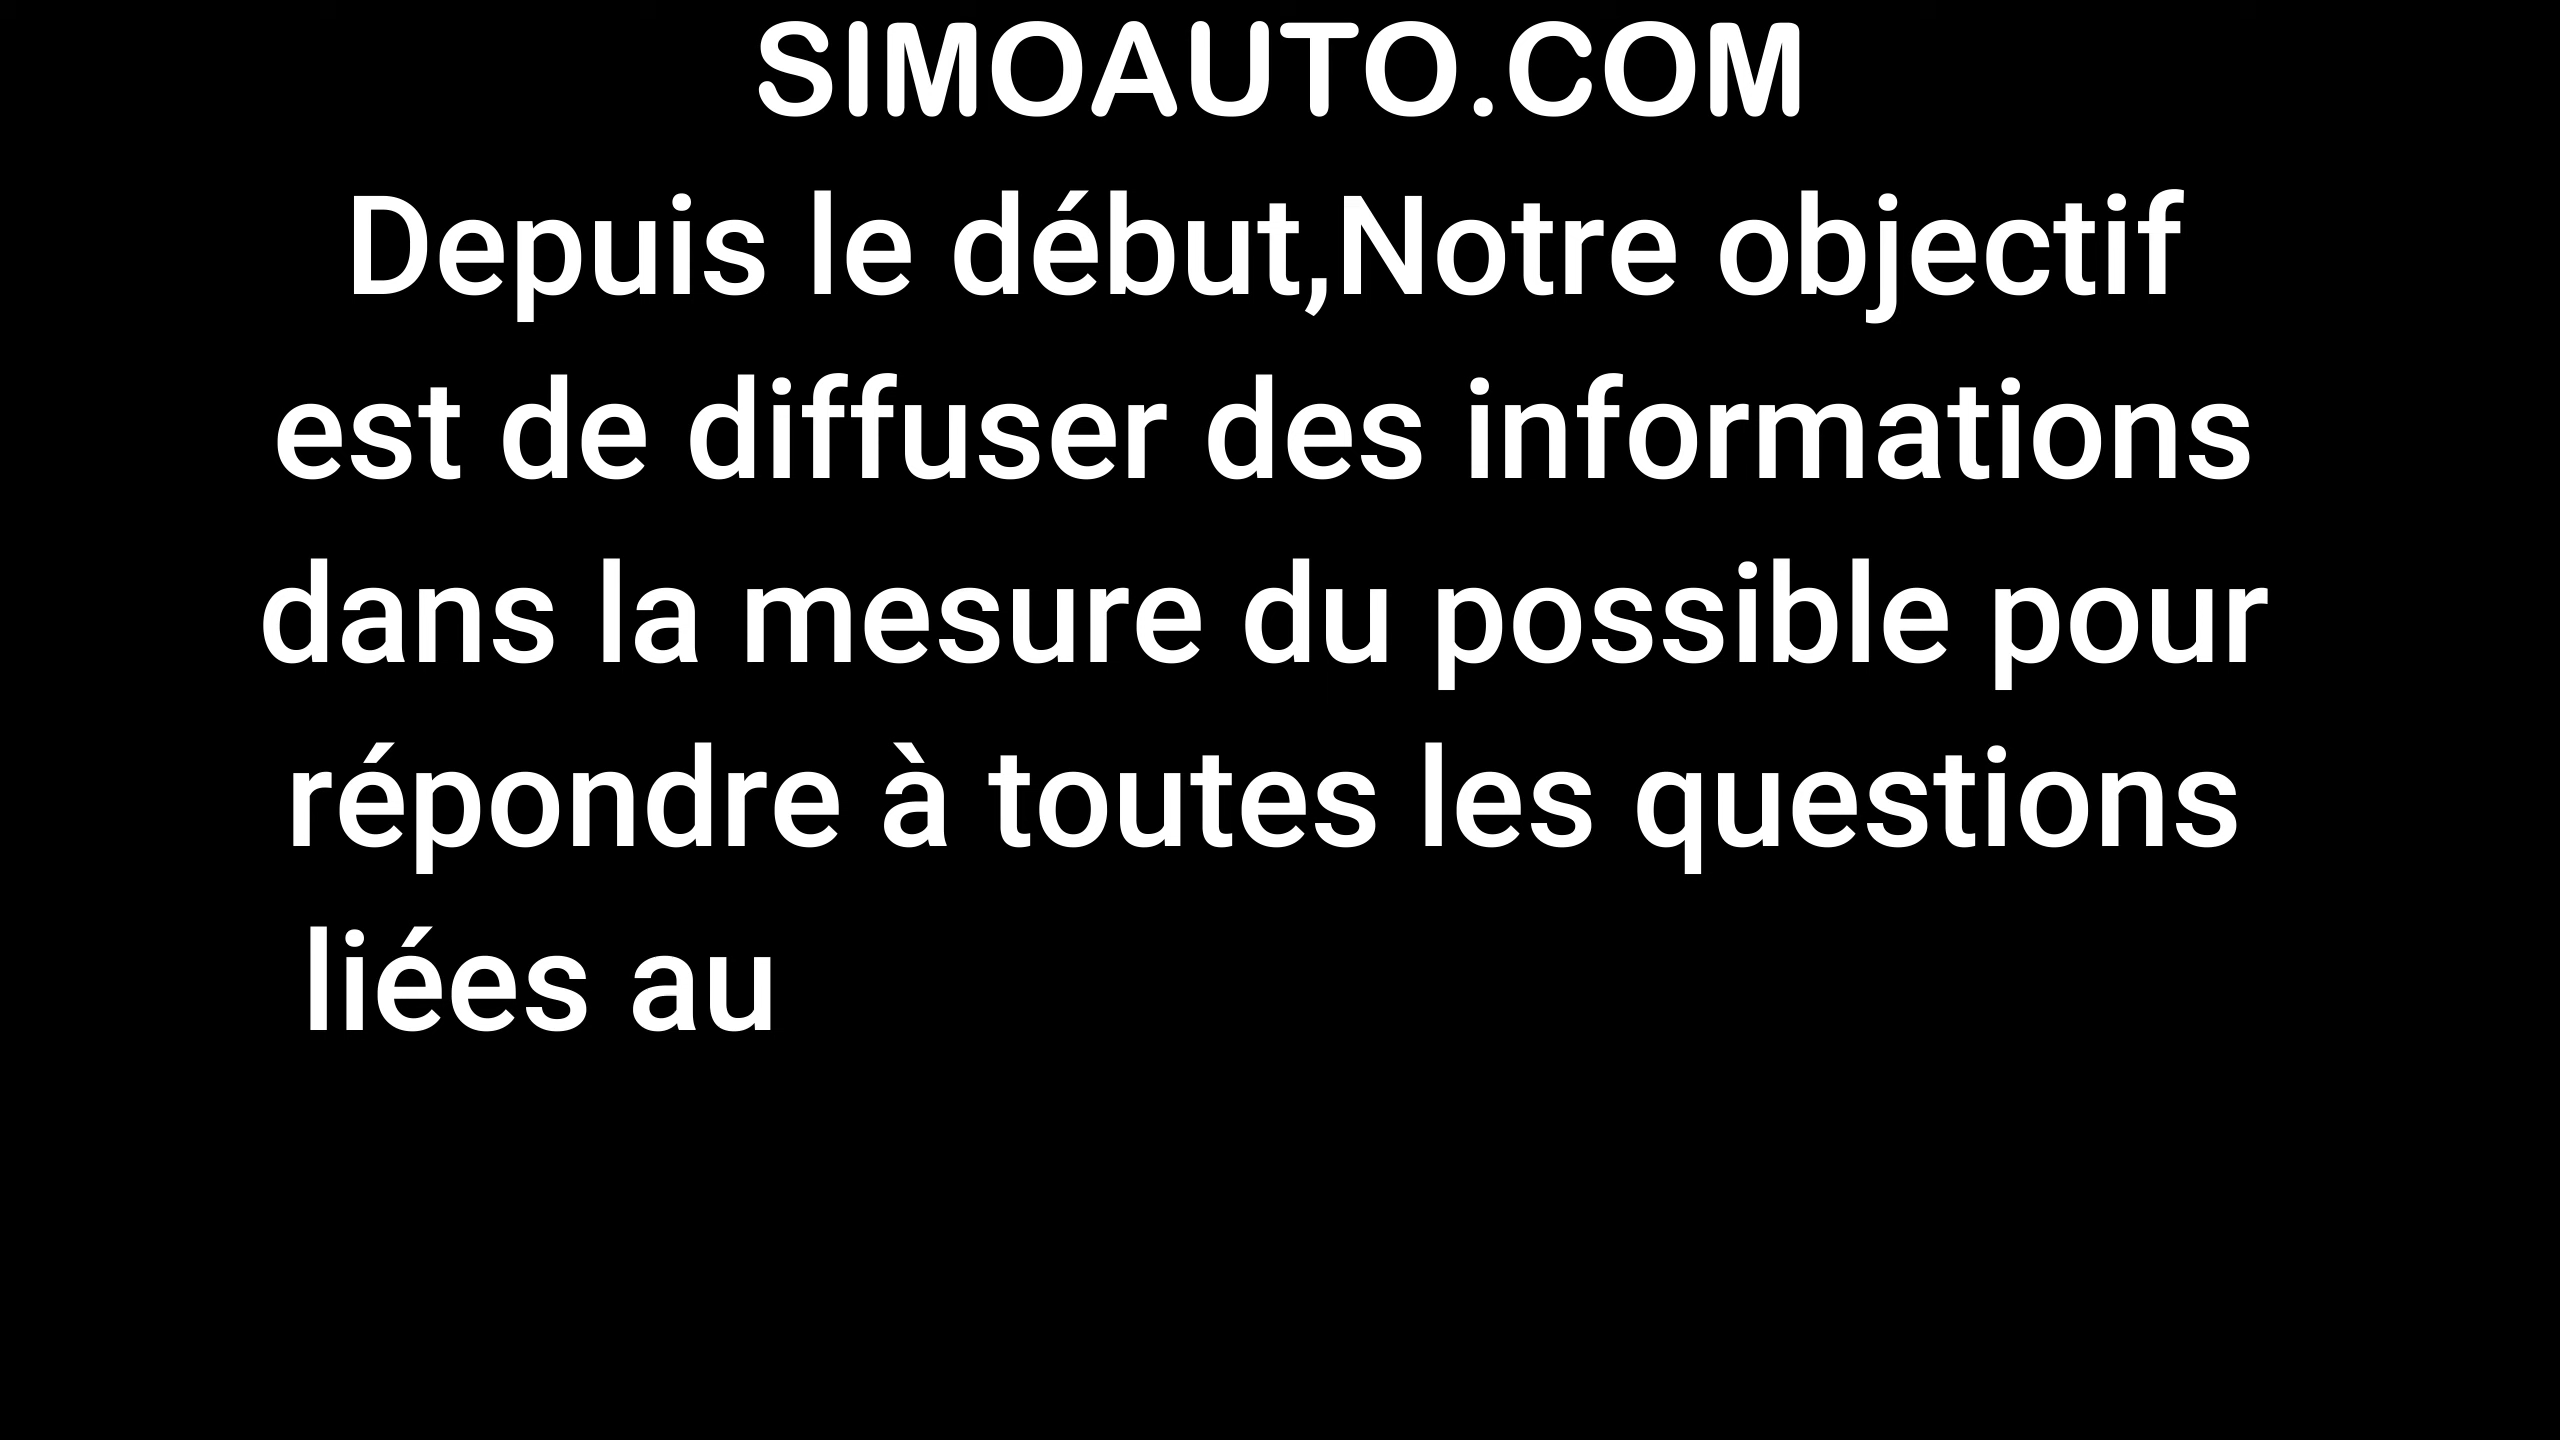 SIMOAUTO.COM
Depuis le début,Notre objectif
est de diffuser des informations
dans la mesure du possible pour
répondre à toutes les questions
liées au